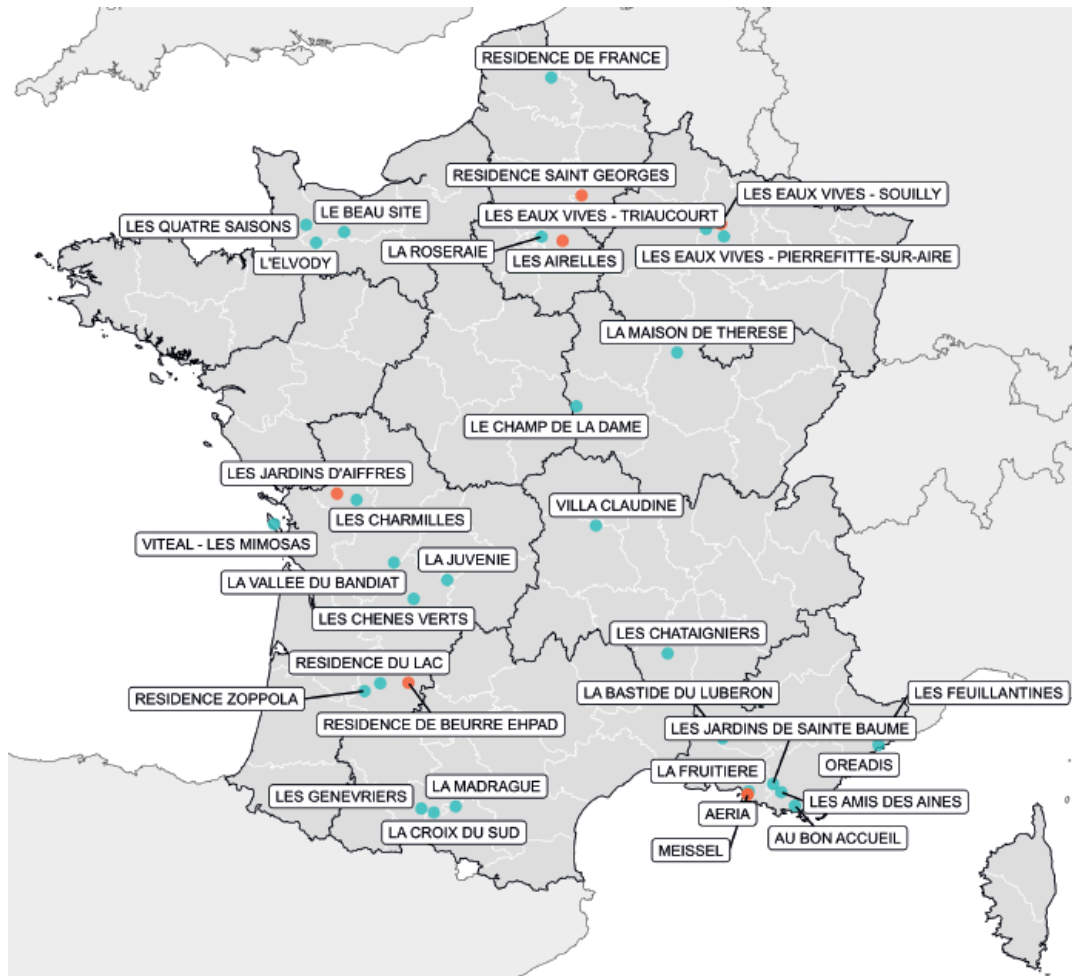 RESIDENCE DE FRANCE
RESIDENCE SAINT GEORGES
LES EAUX VIVES - SOUILLY
LE BEAU SITE
LES EAUX VIVES - TRIAUCOURT
LES QUATRE SAISONS
LA ROSERAIE
L'ELVODY
LES AIRELLES
LES EAUX VIVES - PIERREFITTE-SUR-AIRE
LA MAISON DE THERESE
LE CHAMP DE LA DAME
LES JARDINS D'AIFFRES
VILLA CLAUDINE
LES CHARMILLES
VITEAL - LES MIMOSAS
LA JUVENIE
LA VALLEE DU BANDIAT
LES CHENES VERTS
LES CHATAIGNIERS
RESIDENCE DU LAC
LA BASTIDE DU LUBERON
LES FEUILLANTINES
RESIDENCE ZOPPOLA
RESIDENCE DE BEURRE EHPAD
LES JARDINS DE SAINTE BAUME
OREADIS
LA FRUITIERE
LA MADRAGUE
LES GENEVRIERS
LES AMIS DES AINES
AERIA
LA CROIX DU SUD
AU BON ACCUEIL
MEISSEL